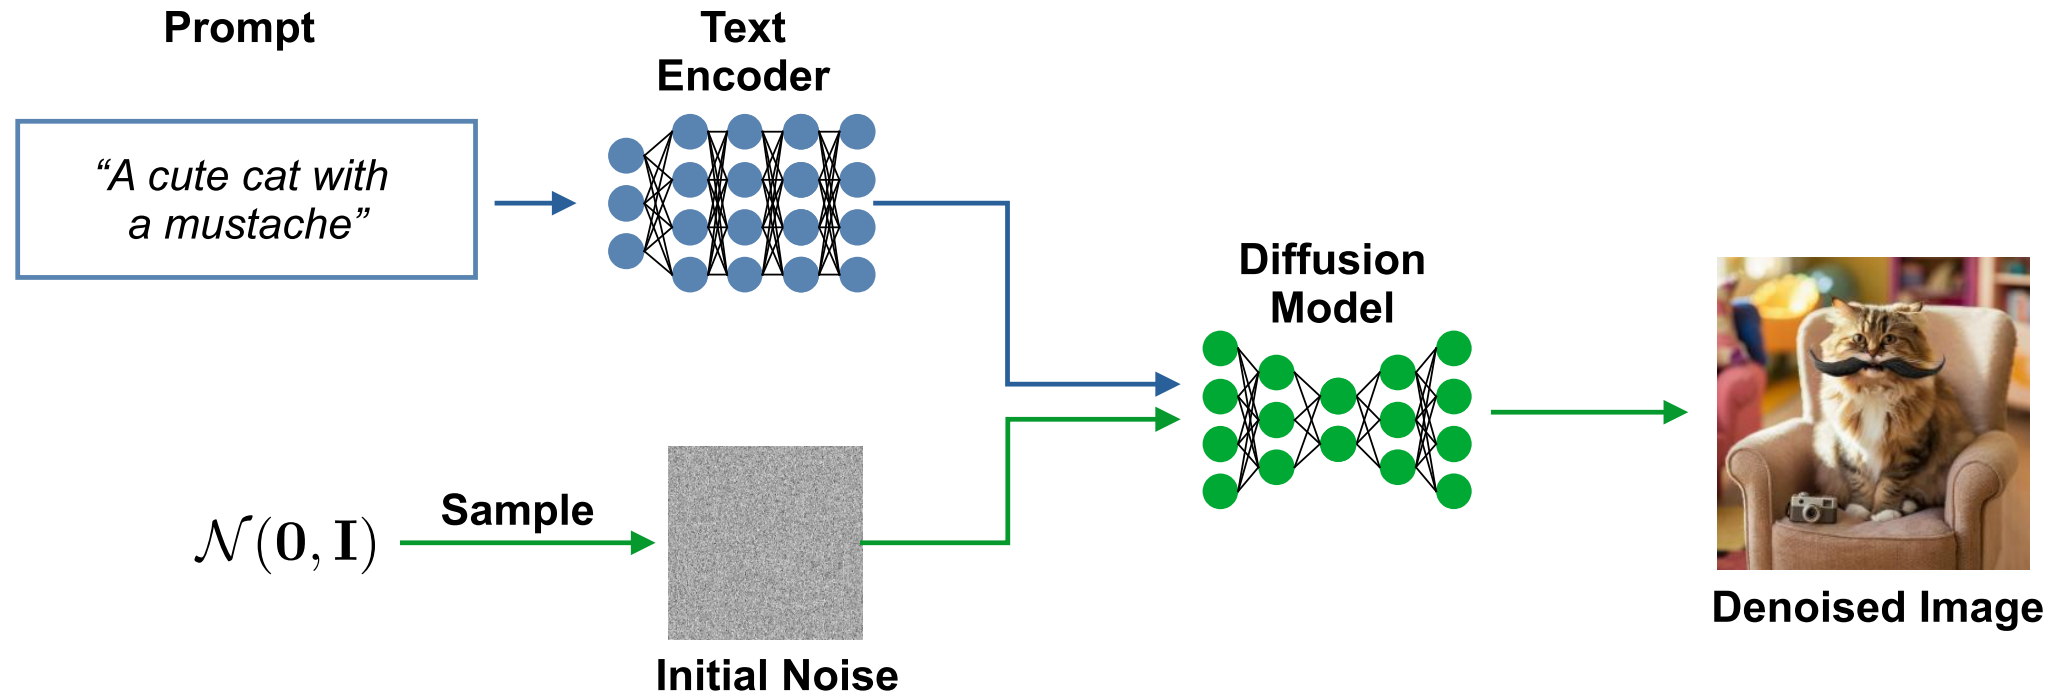 Prompt
“A cute cat with
a mustache”
Text
Encoder
𝒩(𝟎, 𝐈)
Sample
Initial Noise
Diffusion
Model
Denoised Image